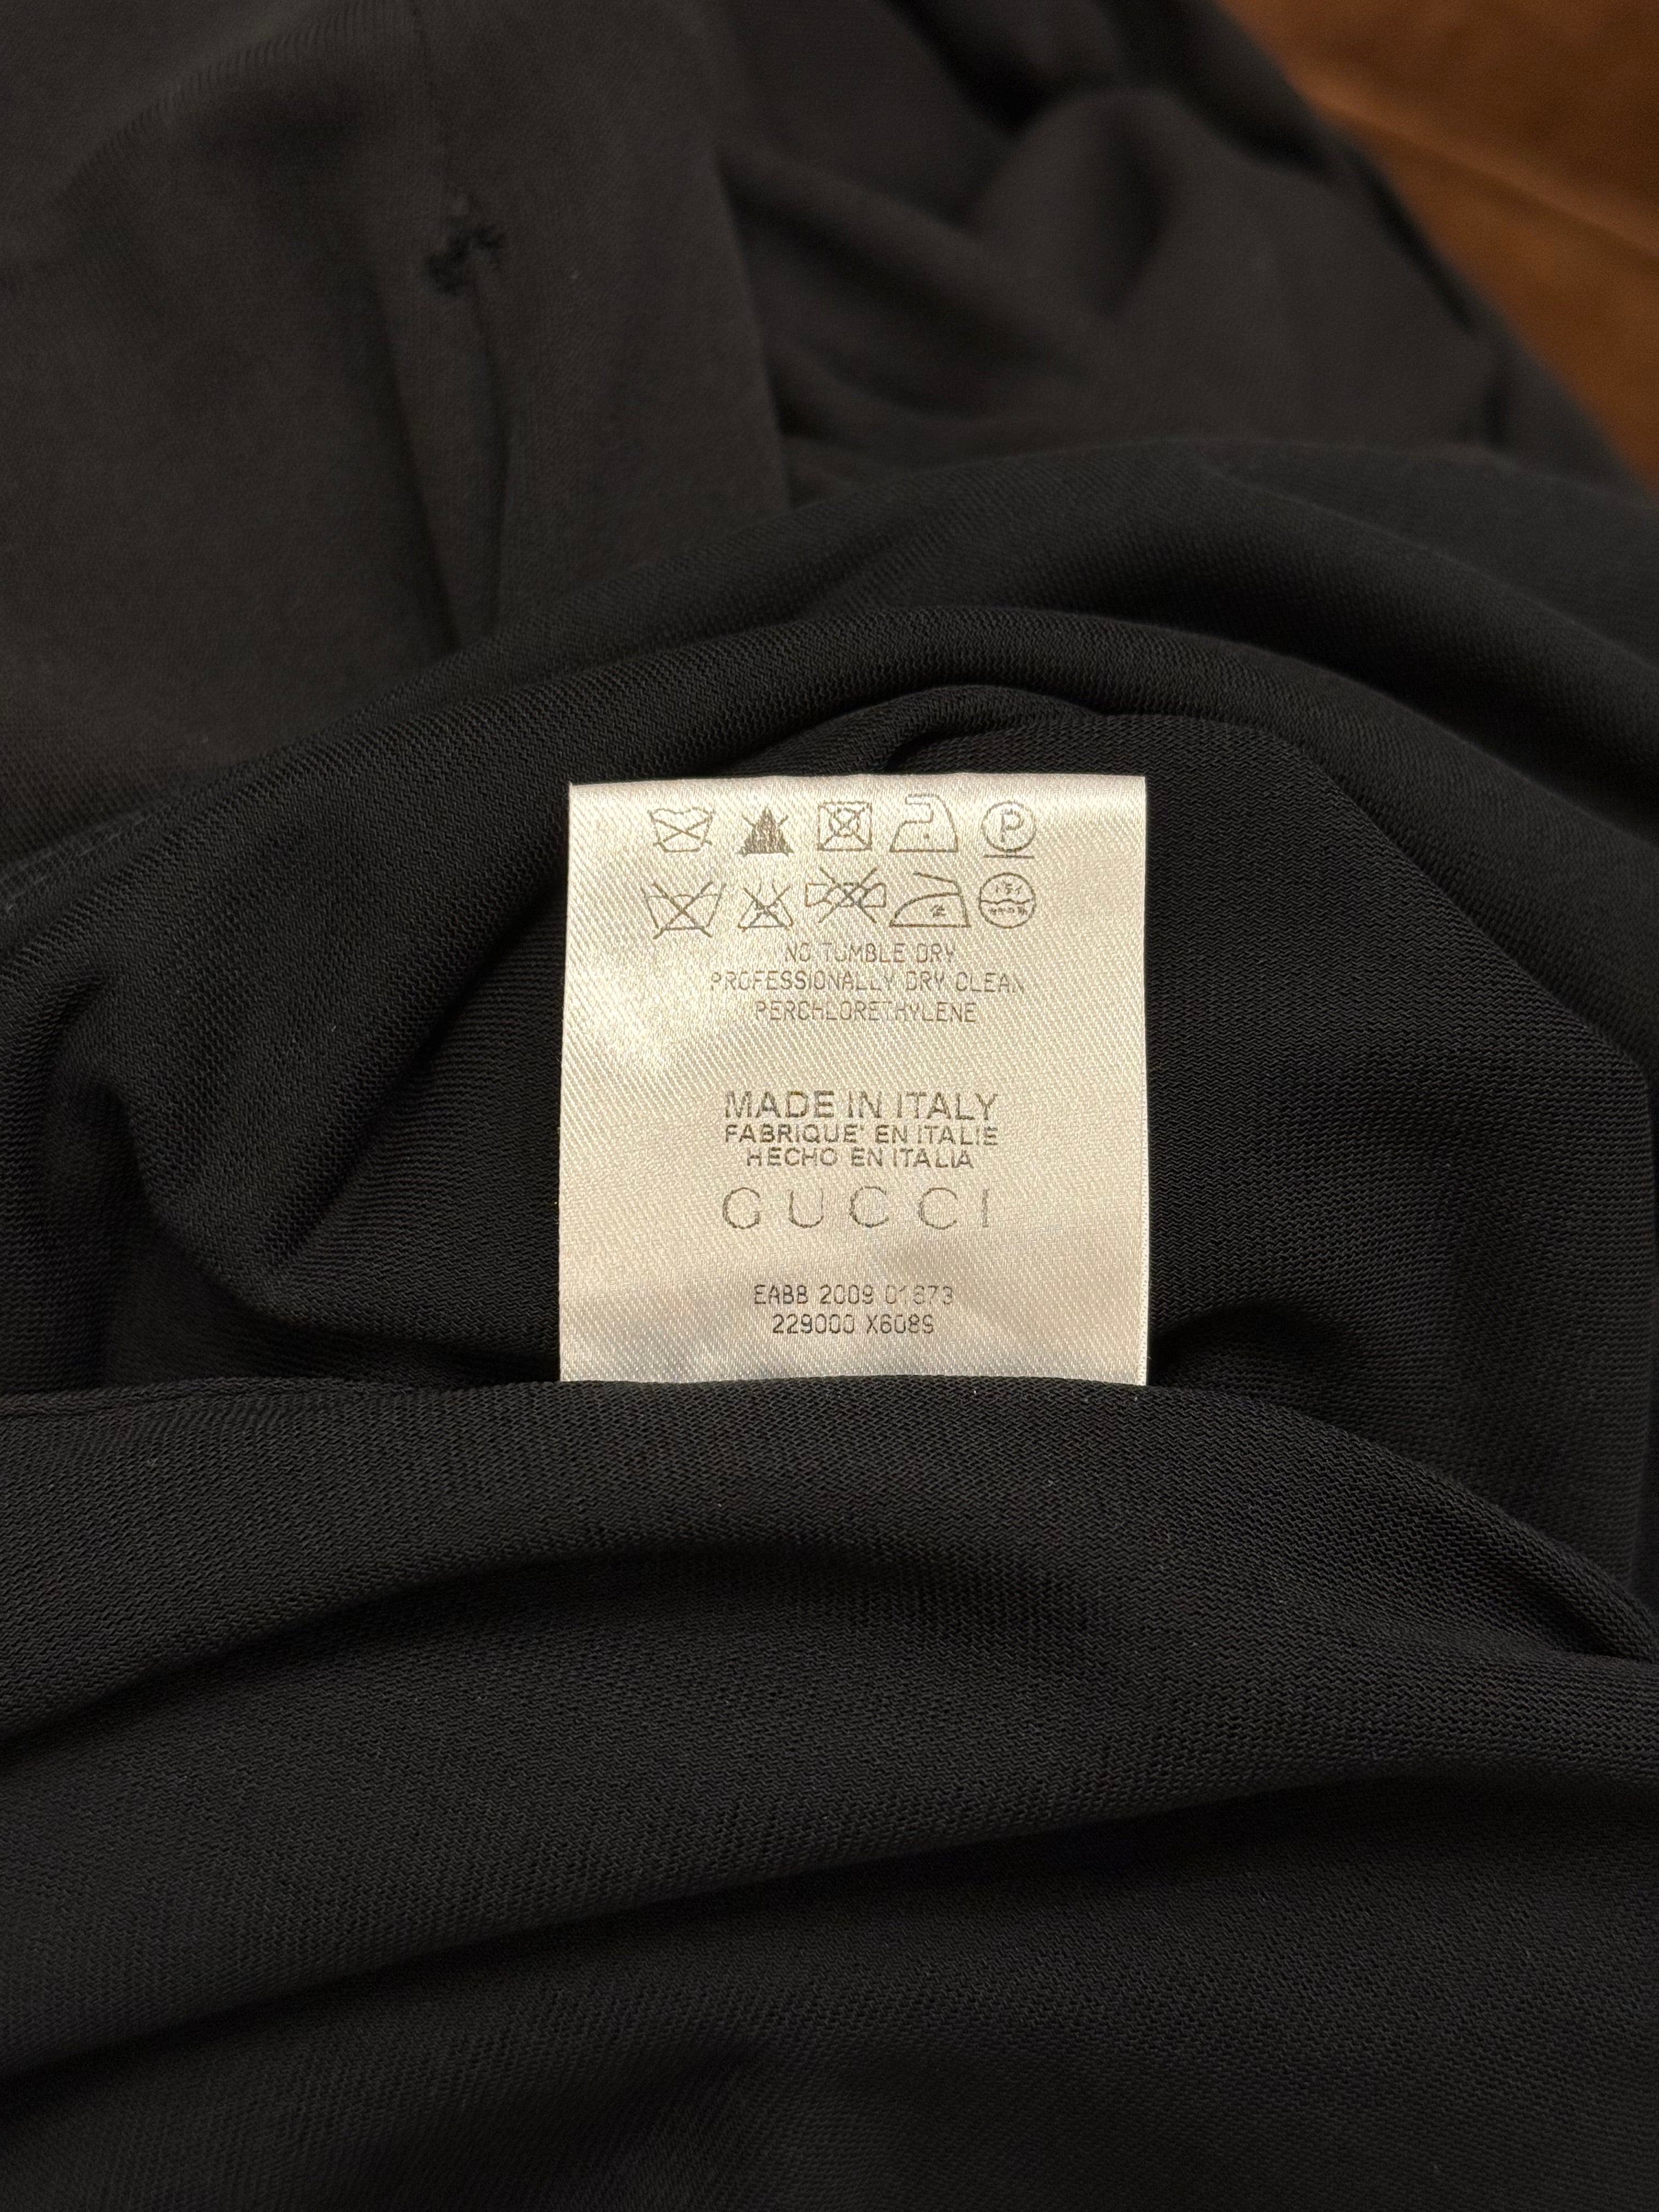 P
NO TUMBLE DRY
PROFESSIONALLY DRY CLEAN
PERCHLORETHYLENE
MADE IN ITALY
FABRIQUE' EN ITALIE
HECHO EN ITALIA
GUCCI
EABB 2009 01673
229000 X6089